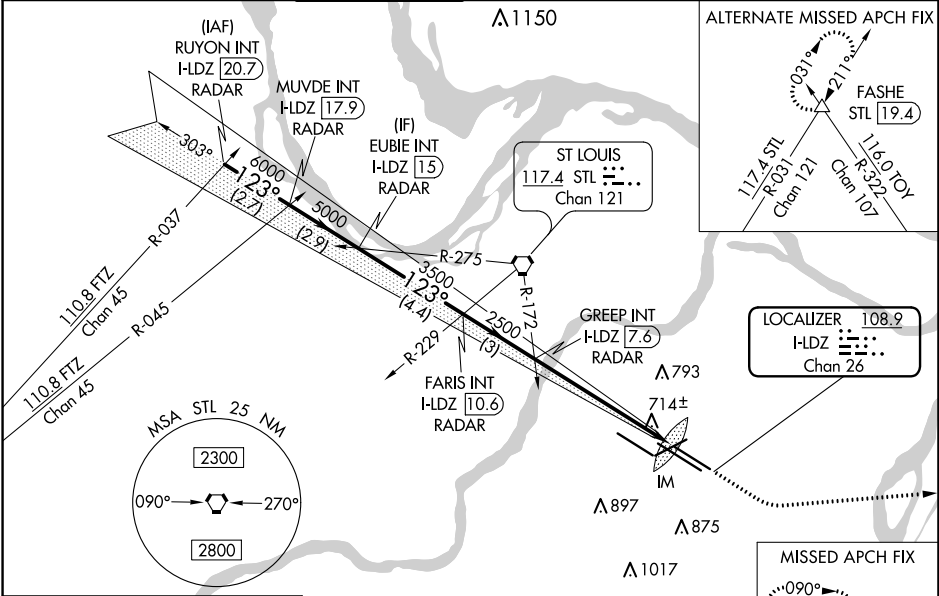 1150
(IAF)
RUYON INT
I-LDZ 20.7
RADAR
MUVDE INT
I-LDZ 17.9
RADAR
(IF)
EUBIE INT
I-LDZ 15
RADAR
303°
6000
123°
(2.7)
5000
(2.9)
R-037
110.8 FTZ
Chan 45
R-045
110.8 FTZ
Chan 45
ST LOUIS
117.4 STL
Chan 121
R-275
3500
123°
(4.4)
R-172
R-229
2500
(3)
FARIS INT
I-LDZ 10.6
RADAR
GREEP INT
I-LDZ 7.6
RADAR
793
714±
IM
897
875
1017
LOCALIZER 108.9
I-LDZ
Chan 26
ALTERNATE MISSED APCH FIX
031°
211°
FASHE
STL 19.4
117.4 STL
R-031
Chan 121
116.0 TOY
R-322
Chan 107
MSA STL 25 NM
2300
090°
270°
2800
MISSED APCH FIX
090°